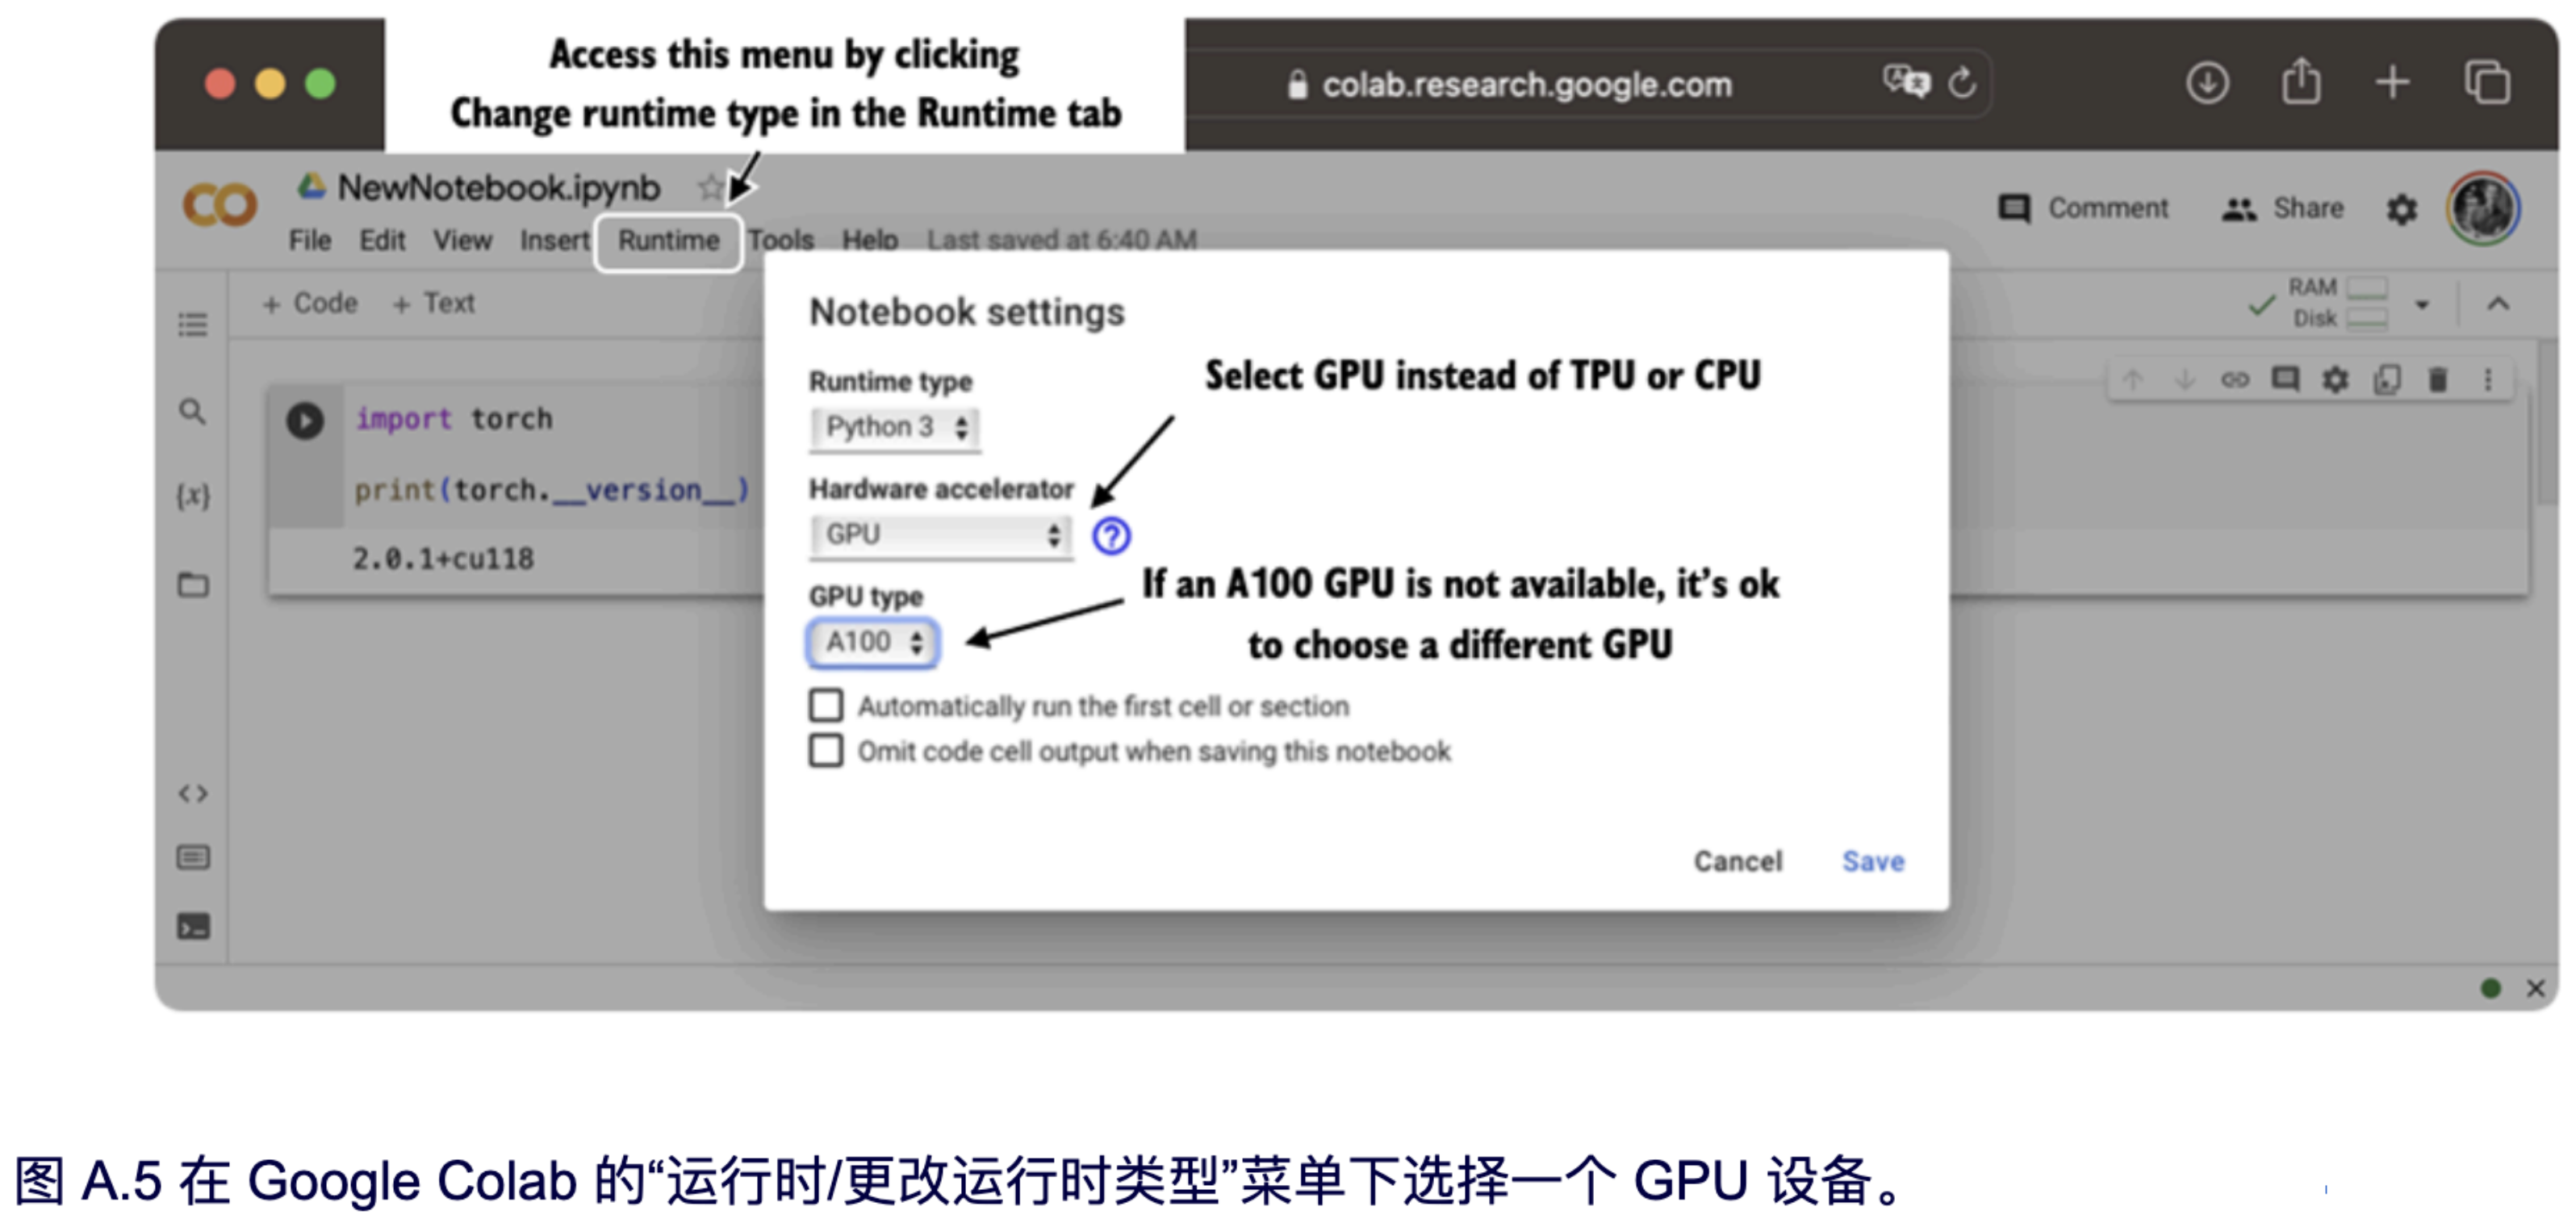 Access this menu by clicking
Change runtime type in the Runtime tab
colab.research.google.com
NewNotebook.ipynb
File Edit View Insert Runtime Tools Help Last saved at 6:40 AM
Comment Share
+ Code + Text
RAM
Disk
import torch
print(torch.__version__)
2.0.1+cu118
Notebook settings
Runtime type
Python 3
Select GPU instead of TPU or CPU
Hardware accelerator
GPU
?
GPU type
A100
If an A100 GPU is not available, it's ok
to choose a different GPU
Automatically run the first cell or section
Omit code cell output when saving this notebook
Cancel Save
图 A.5 在 Google Colab 的“运行时/更改运行时类型”菜单下选择一个 GPU 设备。